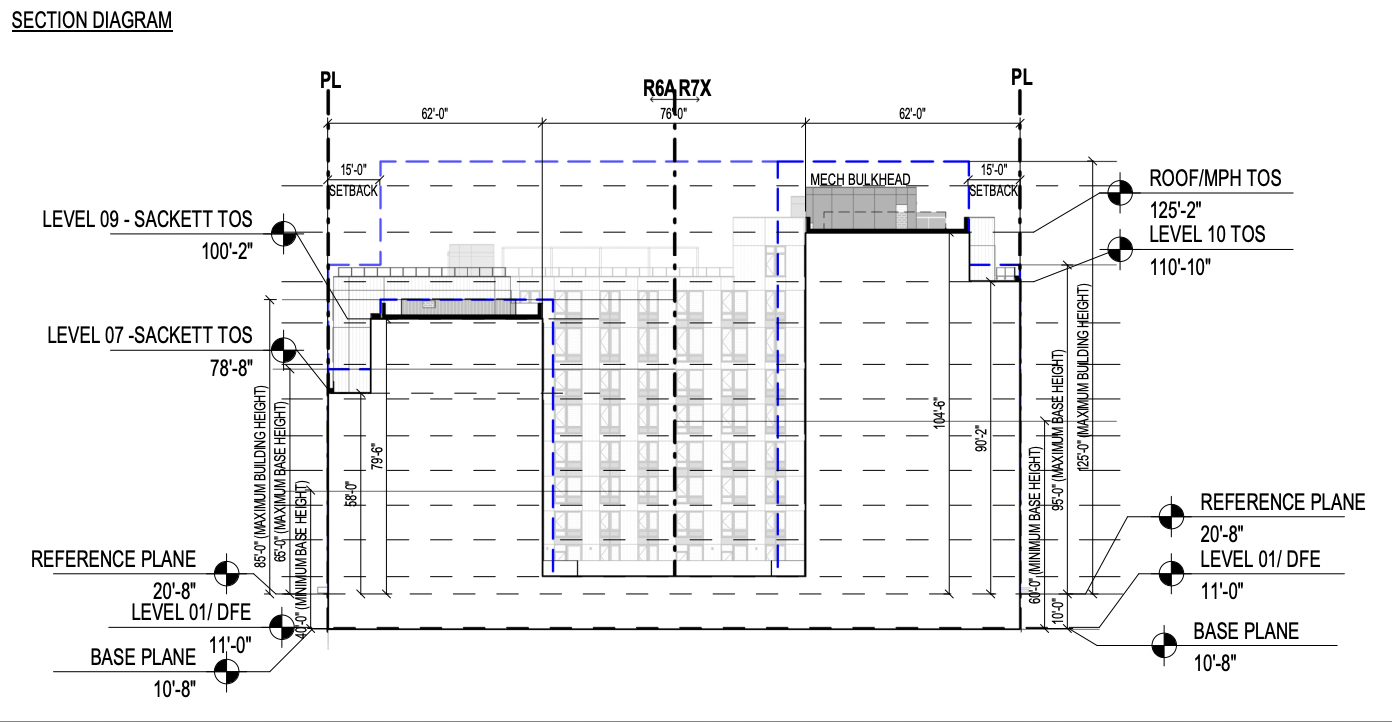 SECTION DIAGRAM
PL
R6A R7X
PL
62'-0"
76'-0"
62'-0"
15'-0"
SETBACK
15'-0"
SETBACK
MECH BULKHEAD
ROOF/MPH TOS
125'-2"
LEVEL 10 TOS
110'-10"
LEVEL 09 - SACKETT TOS
100'-2"
LEVEL 07 -SACKETT TOS
78'-8"
85'-0" (MAXIMUM BUILDING HEIGHT)
65'-0" (MAXIMUM BASE HEIGHT)
40'-0" (MINIMUM BASE HEIGHT)
58'-0"
79'-6"
104'-6"
90'-2"
60'-0" (MINIMUM BASE HEIGHT)
95'-0" (MAXIMUM BASE HEIGHT)
10'-0"
125'-0" (MAXIMUM BUILDING HEIGHT)
REFERENCE PLANE
20'-8"
LEVEL 01/ DFE
11'-0"
BASE PLANE
10'-8"
REFERENCE PLANE
20'-8"
LEVEL 01/ DFE
11'-0"
BASE PLANE
10'-8"